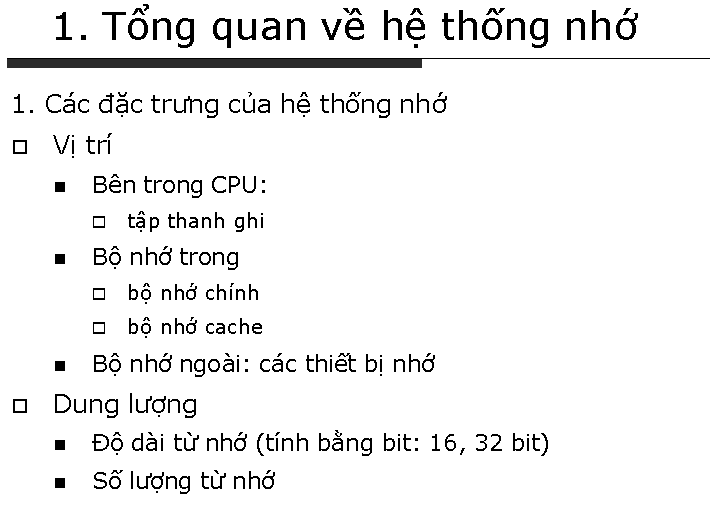 1. Tổng quan về hệ thống nhớ
1. Các đặc trưng của hệ thống nhớ
Vị trí
Bên trong CPU:
tập thanh ghi
Bộ nhớ trong
bộ nhớ chính
bộ nhớ cache
Bộ nhớ ngoài: các thiết bị nhớ
Dung lượng
Độ dài từ nhớ (tính bằng bit: 16, 32 bit)
Số lượng từ nhớ